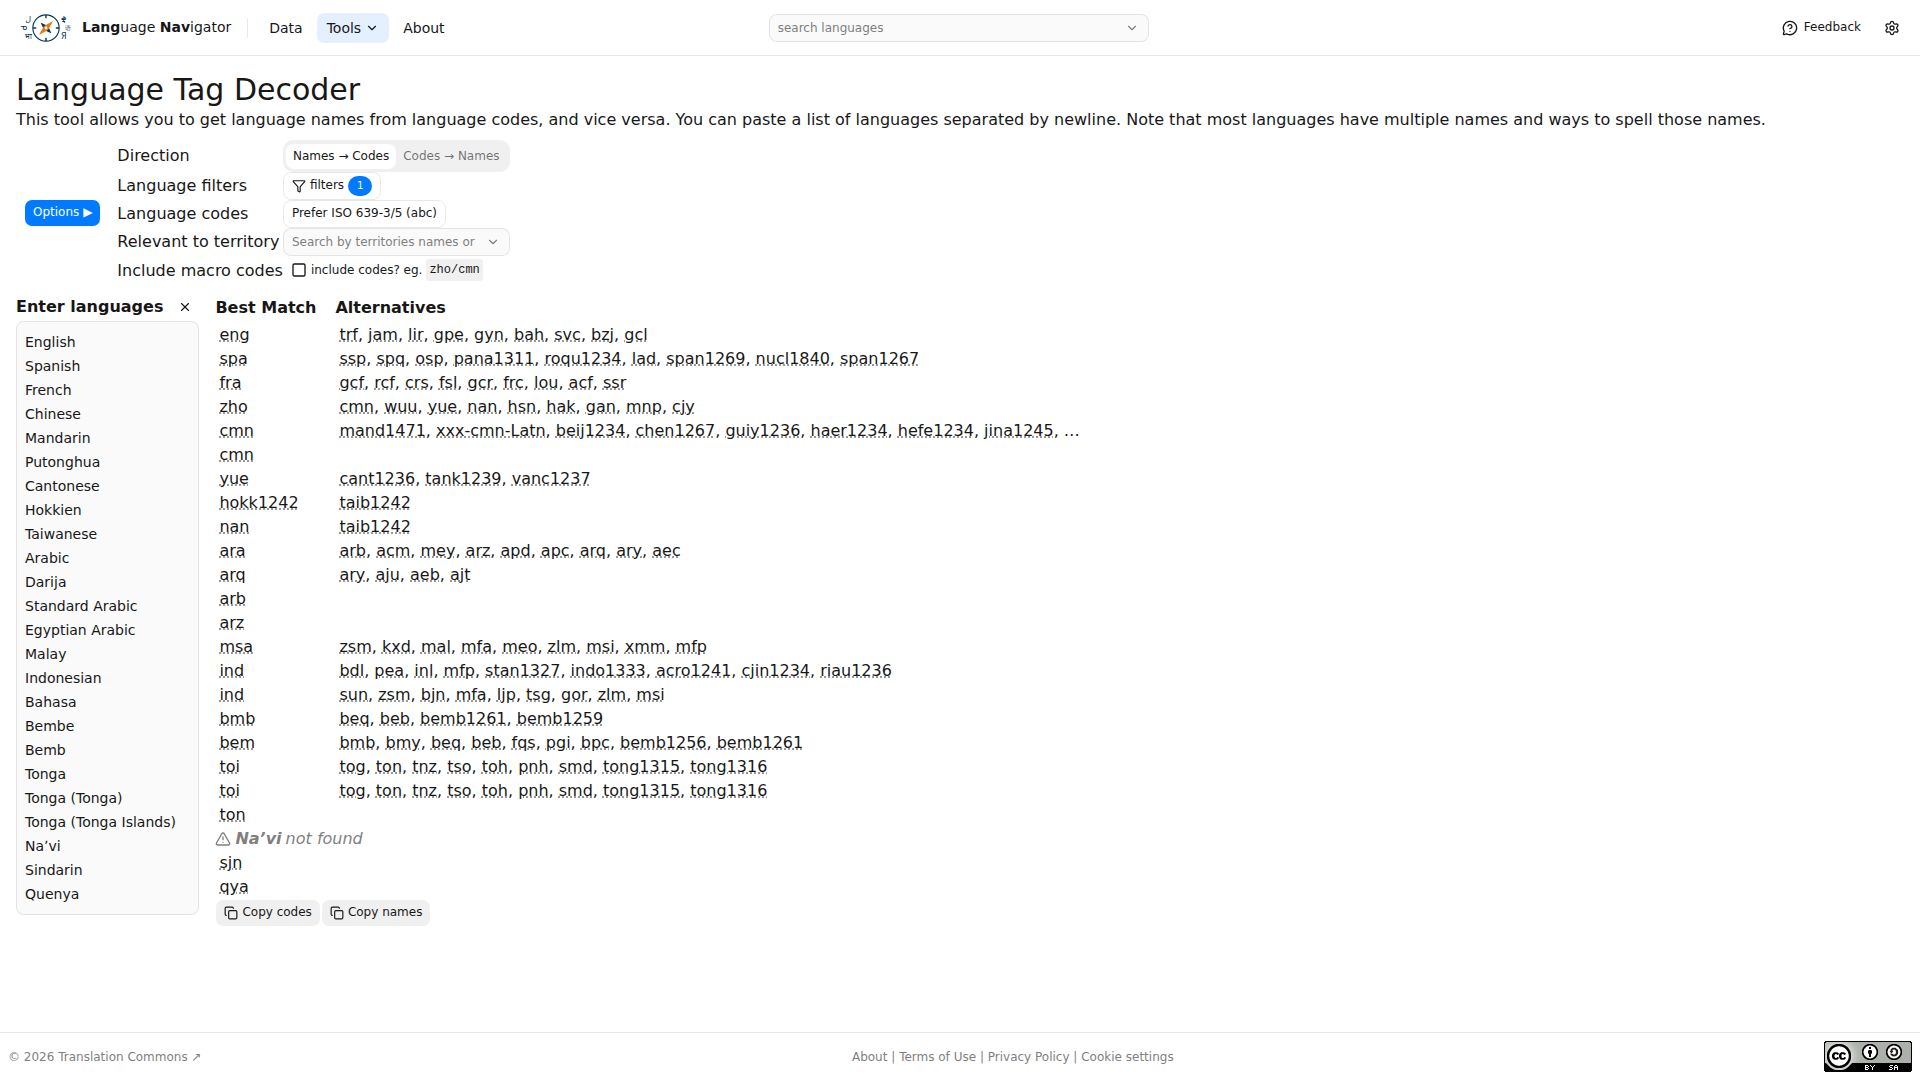 Language Navigator
Data
Tools
About
search languages
Feedback
Language Tag Decoder
This tool allows you to get language names from language codes, and vice versa. You can paste a list of languages separated by newline. Note that most languages have multiple names and ways to spell those names.
Options ▶
Direction
Names → Codes Codes → Names
Language filters
filters 1
Language codes
Prefer ISO 639-3/5 (abc)
Relevant to territory
Search by territories names or
Include macro codes
include codes? eg. zho/cmn
Enter languages ×
English
Spanish
French
Chinese
Mandarin
Putonghua
Cantonese
Hokkien
Taiwanese
Arabic
Darija
Standard Arabic
Egyptian Arabic
Malay
Indonesian
Bahasa
Bembe
Bemb
Tonga
Tonga (Tonga)
Tonga (Tonga Islands)
Na’vi
Sindarin
Quenya
Best Match Alternatives
eng trf, jam, lir, gpe, gyn, bah, svc, bzj, gcl
spa ssp, spq, osp, pana1311, roqu1234, lad, span1269, nucl1840, span1267
fra gcf, rcf, crs, fsl, gcr, frc, lou, acf, ssr
zho cmn, wuu, yue, nan, hsn, hak, gan, mnp, cjy
cmn mand1471, xxx-cmn-Latn, beij1234, chen1267, guiy1236, haer1234, hefe1234, jina1245, ...
cmn
yue cant1236, tank1239, vanc1237
hokk1242 taib1242
nan taib1242
ara arb, acm, mey, arz, apd, apc, arq, ary, aec
arq ary, aju, aeb, ajt
arb
arz
msa zsm, kxd, mal, mfa, meo, zlm, msi, xmm, mfp
ind bdl, pea, inl, mfp, stan1327, indo1333, acro1241, cjin1234, riau1236
ind sun, zsm, bjn, mfa, ljp, tsg, gor, zlm, msi
bmb beq, beb, bemb1261, bemb1259
bem bmb, bmy, beq, beb, fqs, pgi, bpc, bemb1256, bemb1261
toi tog, ton, tnz, tso, toh, pnh, smd, tong1315, tong1316
toi tog, ton, tnz, tso, toh, pnh, smd, tong1315, tong1316
ton
Na’vi not found
sjn
qya
Copy codes Copy names
© 2026 Translation Commons ↗
About | Terms of Use | Privacy Policy | Cookie settings
CC BY SA